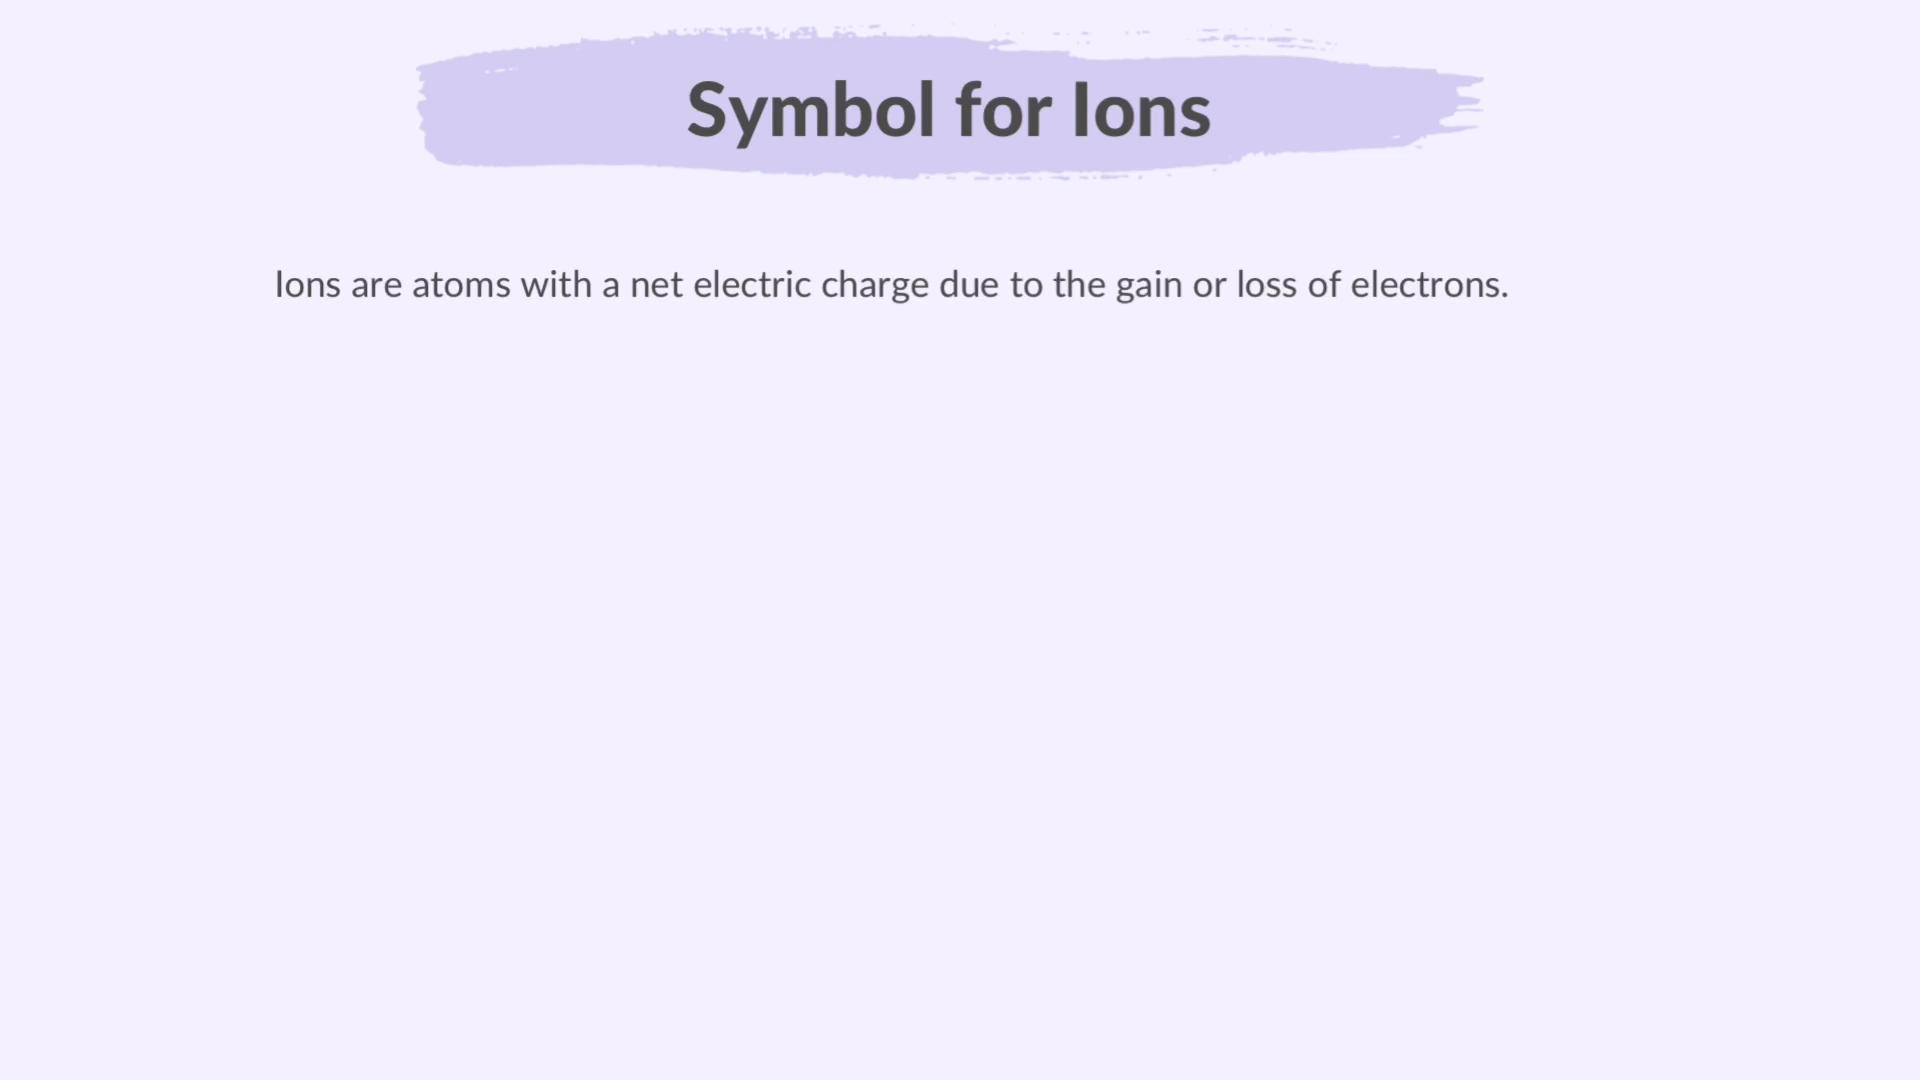 Symbol for Ions
Ions are atoms with a net electric charge due to the gain or loss of electrons.